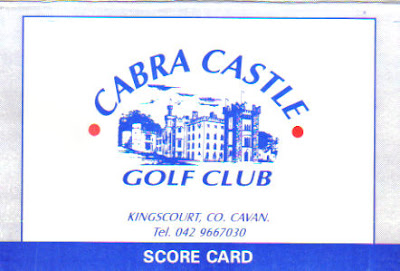 CABRA CASTLE
GOLF CLUB
KINGSCOURT, CO. CAVAN.
Tel. 042 9667030
SCORE CARD